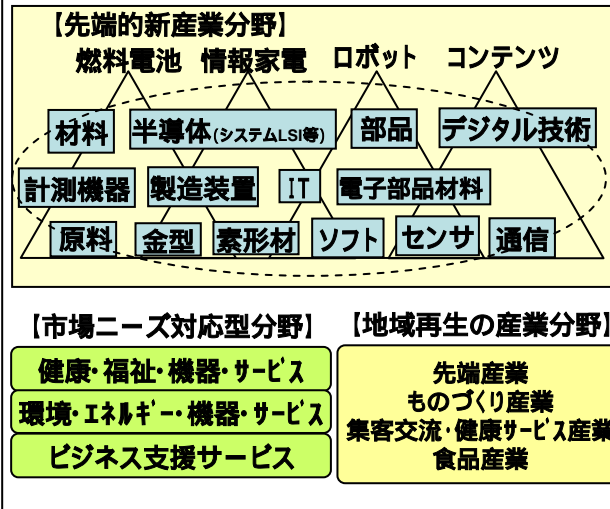 【先端的新産業分野】
燃料電池 情報家電 ロボット コンテンツ
材料 半導体(システムLSI等) 部品 デジタル技術
計測機器 製造装置 IT 電子部品材料
原料 金型 素形材 ソフト センサ 通信
【市場ニーズ対応型分野】
健康・福祉・機器・サービス
環境・エネルギー・機器・サービス
ビジネス支援サービス
【地域再生の産業分野】
先端産業
ものづくり産業
集客交流・健康サービス産業
食品産業